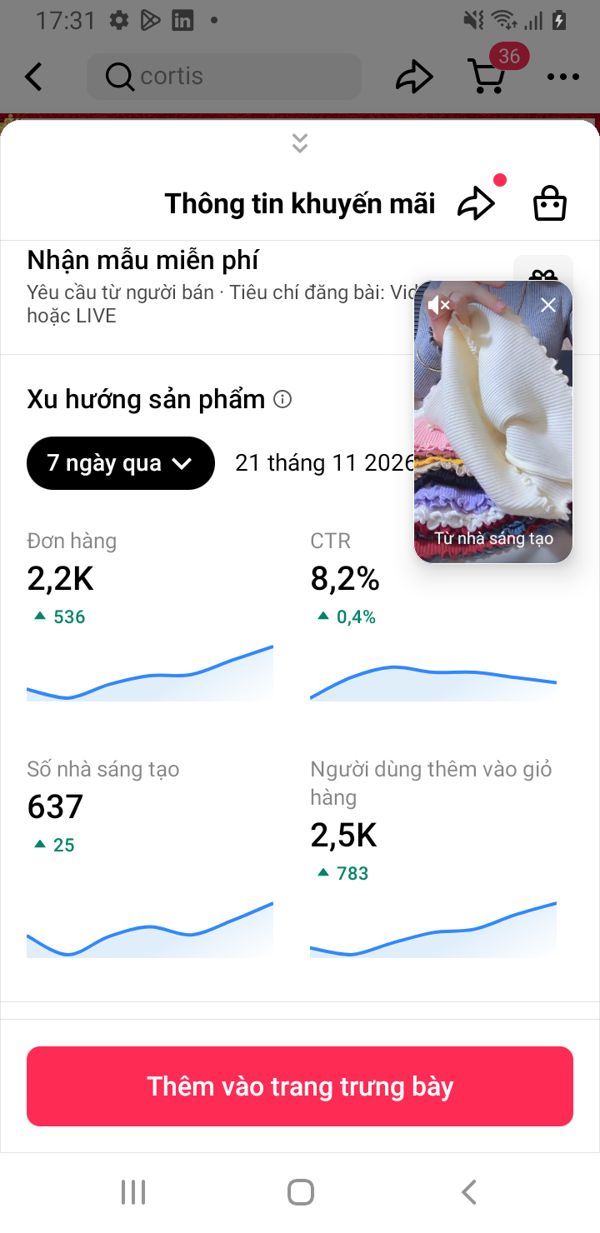 17:31
cortis
36
Thông tin khuyến mãi
Nhận mẫu miễn phí
Yêu cầu từ người bán · Tiêu chí đăng bài: Vid
hoặc LIVE
Xu hướng sản phẩm
7 ngày qua
21 tháng 11 2026
Từ nhà sáng tạo
Đơn hàng
CTR
2,2K
8,2%
536
0,4%
Số nhà sáng tạo
Người dùng thêm vào giỏ
hàng
637
2,5K
25
783
Thêm vào trang trưng bày